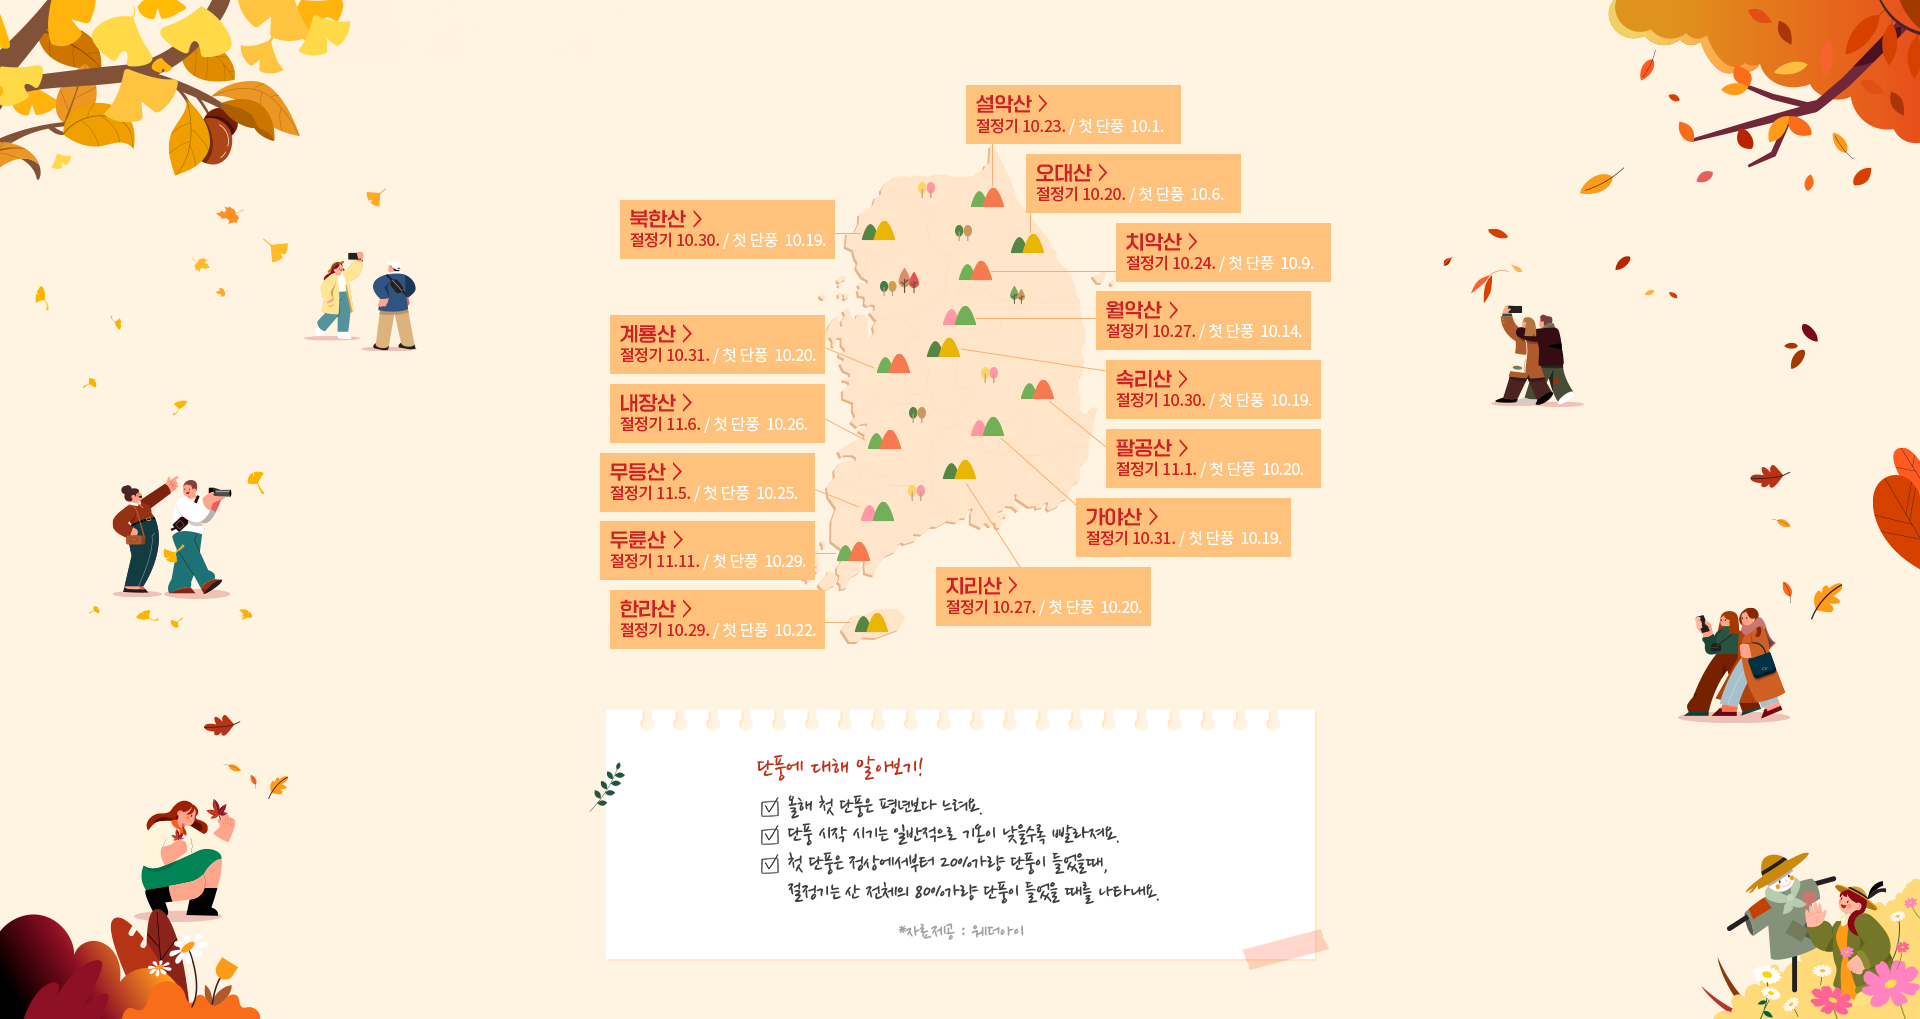 설악산 >
절정기 10.23. / 첫 단풍 10.1.
오대산 >
절정기 10.20. / 첫 단풍 10.6.
북한산 >
절정기 10.30. / 첫 단풍 10.19.
치악산 >
절정기 10.24. / 첫 단풍 10.9.
월악산 >
절정기 10.27. / 첫 단풍 10.14.
계룡산 >
절정기 10.31. / 첫 단풍 10.20.
속리산 >
절정기 10.30. / 첫 단풍 10.19.
내장산 >
절정기 11.6. / 첫 단풍 10.26.
팔공산 >
절정기 11.1. / 첫 단풍 10.20.
무등산 >
절정기 11.5. / 첫 단풍 10.25.
가야산 >
절정기 10.31. / 첫 단풍 10.19.
두륜산 >
절정기 11.11. / 첫 단풍 10.29.
지리산 >
절정기 10.27. / 첫 단풍 10.20.
한라산 >
절정기 10.29. / 첫 단풍 10.22.
단풍에 대해 알아보기!
올해 첫 단풍은 평년보다 느려요.
단풍 시작 시기는 일반적으로 기온이 낮을수록 빨라져요.
첫 단풍은 정상에서부터 20%가량 단풍이 들었을때,
절정기는 산 전체의 80%가량 단풍이 들었을 때를 나타내요.
*자료제공 : 웨더아이